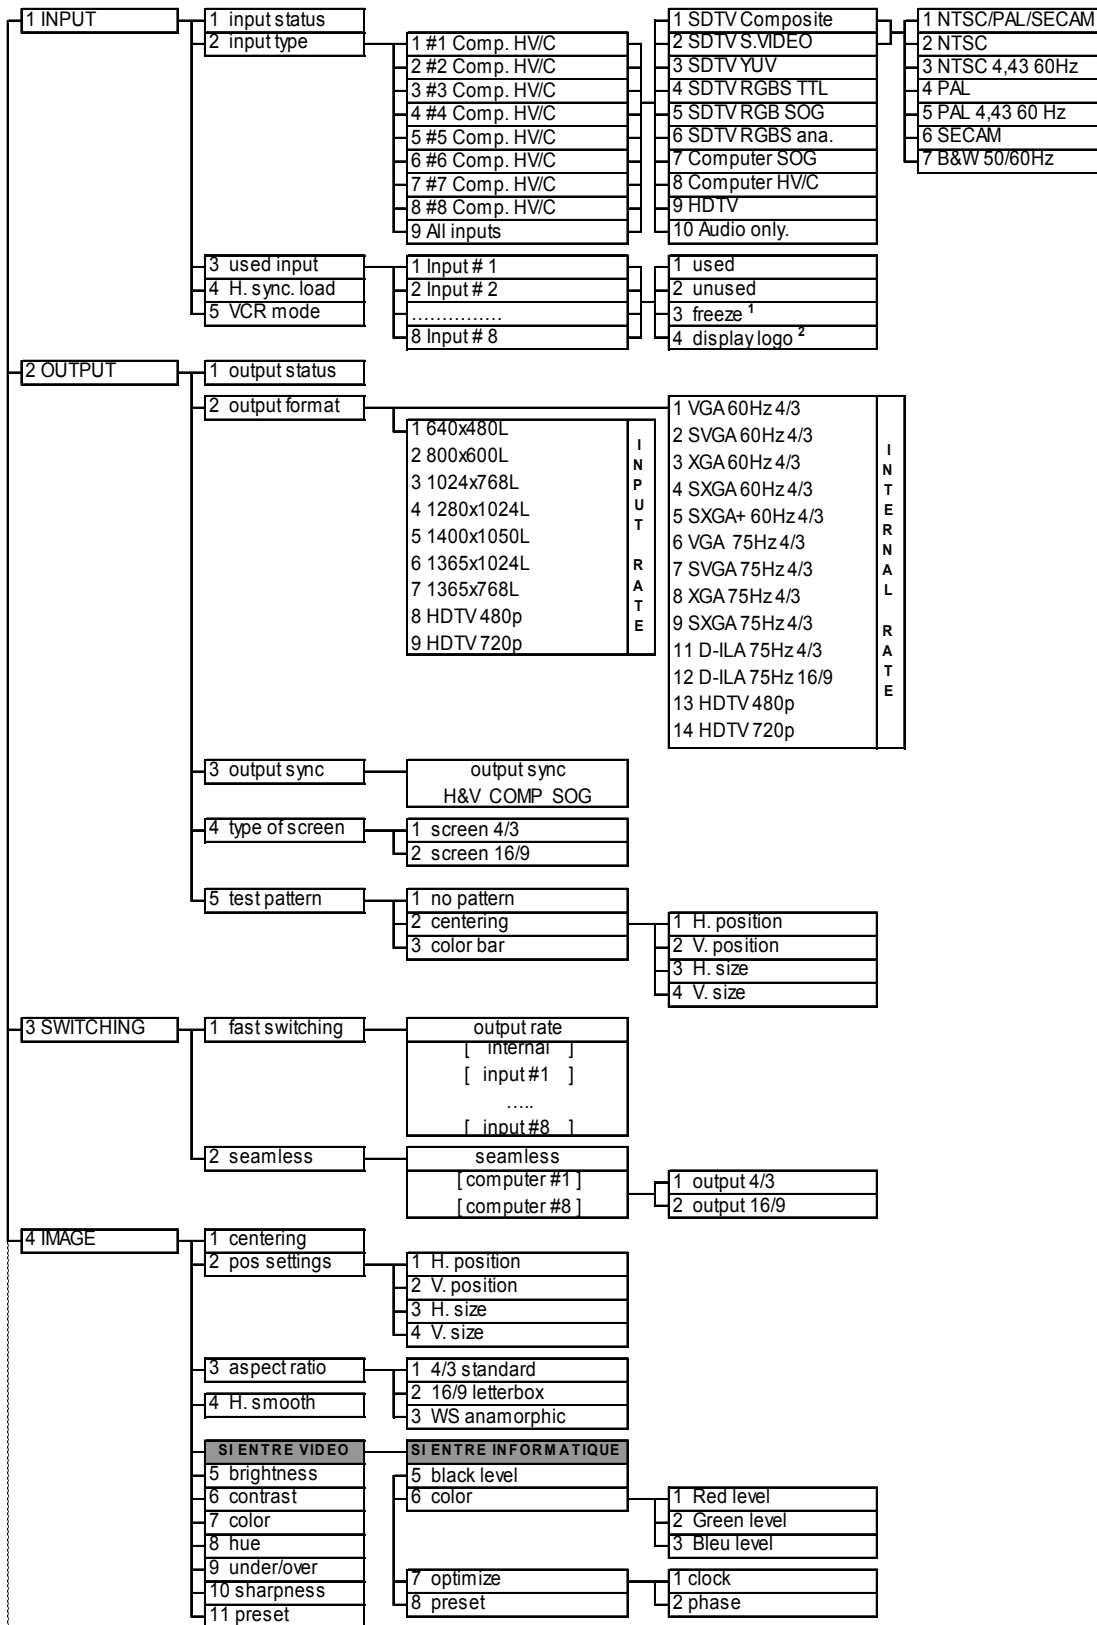 1 INPUT
1 input status
2 input type
1 #1 Comp. HV/C
2 #2 Comp. HV/C
3 #3 Comp. HV/C
4 #4 Comp. HV/C
5 #5 Comp. HV/C
6 #6 Comp. HV/C
7 #7 Comp. HV/C
8 #8 Comp. HV/C
9 All inputs
1 SDTV Composite
2 SDTV S.VIDEO
3 SDTV YUV
4 SDTV RGBS TTL
5 SDTV RGB SOG
6 SDTV RGBS ana.
7 Computer SOG
8 Computer HV/C
9 HDTV
10 Audio only.
1 NTSC/PAL/SECAM
2 NTSC
3 NTSC 4,43 60Hz
4 PAL
5 PAL 4,43 60 Hz
6 SECAM
7 B&W 50/60Hz
3 used input
4 H. sync. load
5 VCR mode
1 Input # 1
2 Input # 2
……………
8 Input # 8
1 used
2 unused
3 freeze 1
4 display logo 2
2 OUTPUT
1 output status
2 output format
1 640x480L
2 800x600L
3 1024x768L
4 1280x1024L
5 1400x1050L
6 1365x1024L
7 1365x768L
8 HDTV 480p
9 HDTV 720p
INPUT RATE
1 VGA 60Hz 4/3
2 SVGA 60Hz 4/3
3 XGA 60Hz 4/3
4 SXGA 60Hz 4/3
5 SXGA+ 60Hz 4/3
6 VGA 75Hz 4/3
7 SVGA 75Hz 4/3
8 XGA 75Hz 4/3
9 SXGA 75Hz 4/3
11 D-ILA 75Hz 4/3
12 D-ILA 75Hz 16/9
13 HDTV 480p
14 HDTV 720p
INTERNAL RATE
3 output sync
output sync
H&V COMP SOG
4 type of screen
1 screen 4/3
2 screen 16/9
5 test pattern
1 no pattern
2 centering
3 color bar
1 H. position
2 V. position
3 H. size
4 V. size
3 SWITCHING
1 fast switching
output rate
[ internal ]
[ input #1 ]
…..
[ input #8 ]
2 seamless
seamless
[ computer #1 ]
[ computer #8 ]
1 output 4/3
2 output 16/9
4 IMAGE
1 centering
2 pos settings
1 H. position
2 V. position
3 H. size
4 V. size
3 aspect ratio
4 H. smooth
1 4/3 standard
2 16/9 letterbox
3 WS anamorphic
SI ENTRE VIDEO
5 brightness
6 contrast
7 color
8 hue
9 under/over
10 sharpness
11 preset
SI ENTRE INFORMATIQUE
5 black level
6 color
1 Red level
2 Green level
3 Bleu level
7 optimize
8 preset
1 clock
2 phase